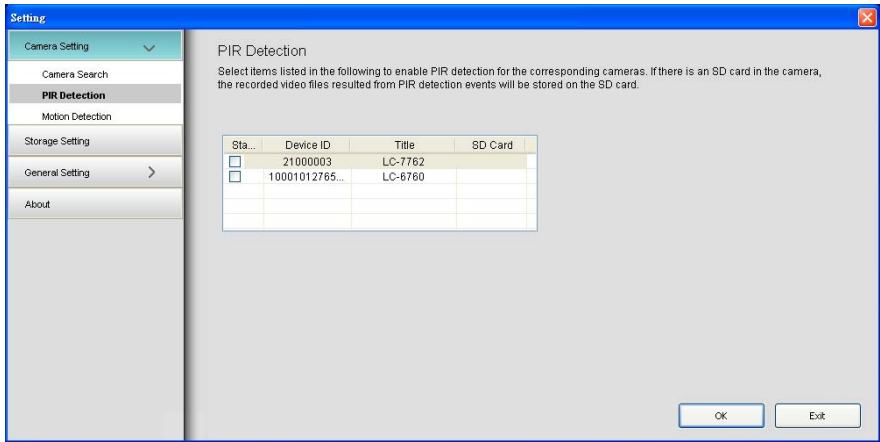 Setting
Camera Setting
Camera Search
PIR Detection
Motion Detection
Storage Setting
General Setting
About
PIR Detection
Select items listed in the following to enable PIR detection for the corresponding cameras. If there is an SD card in the camera,
the recorded video files resulted from PIR detection events will be stored on the SD card.
Sta... Device ID Title SD Card
21000003 LC-7762
10001012765... LC-6760
OK Exit